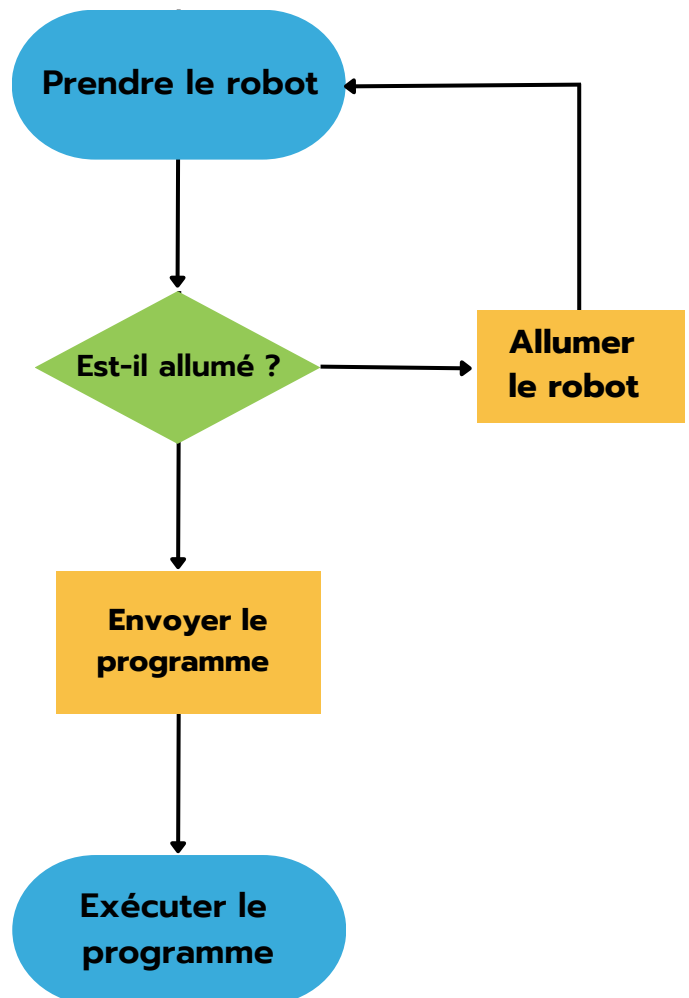 Prendre le robot
Est-il allumé ?
Allumer
le robot
Envoyer le
programme
Exécuter le
programme